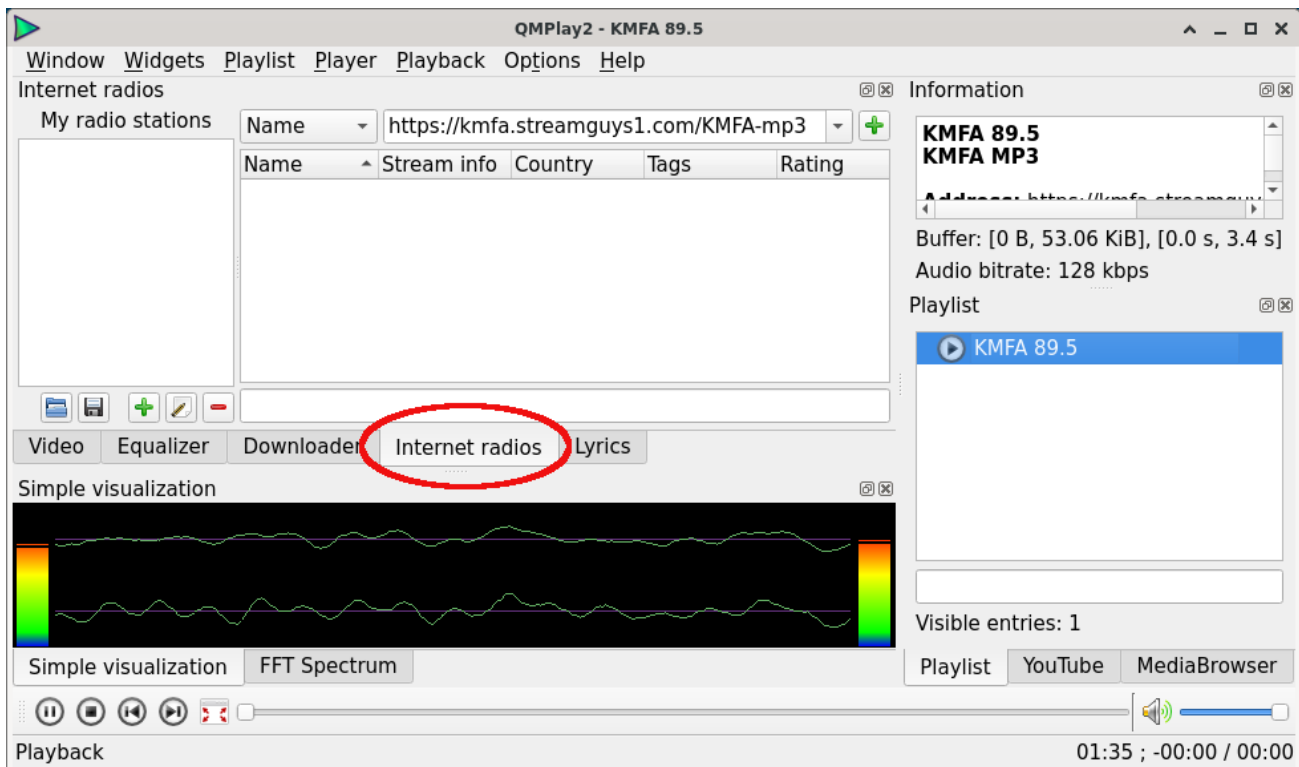 QMPlay2 - KMFA 89.5
Window Widgets Playlist Player Playback Options Help
Internet radios
My radio stations
Name
https://kmfa.streamguys1.com/KMFA-mp3
Name Stream info Country Tags Rating
Video Equalizer Downloader Internet radios Lyrics
Simple visualization
Simple visualization FFT Spectrum
Information
KMFA 89.5
KMFA MP3
Address: https://kmfa.streamguy
Buffer: [0 B, 53.06 KiB], [0.0 s, 3.4 s]
Audio bitrate: 128 kbps
Playlist
KMFA 89.5
Visible entries: 1
Playlist YouTube MediaBrowser
Playback
01:35 ; -00:00 / 00:00